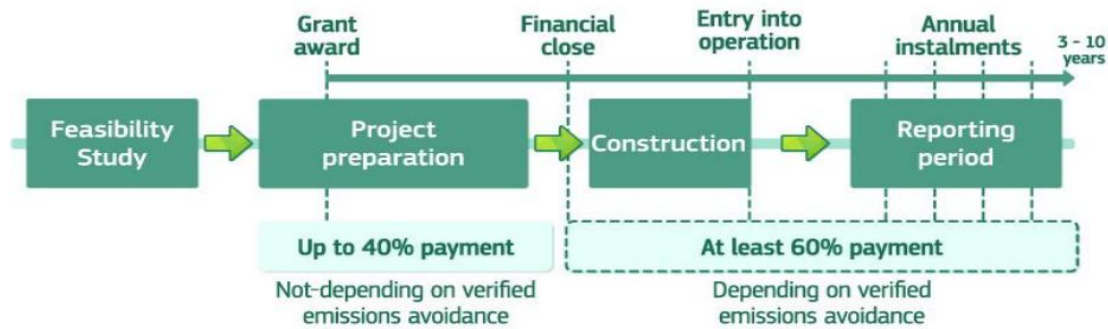 Grant
award
Financial
close
Entry into
operation
Annual
instalments
3 - 10
years
Feasibility
Study
Project
preparation
Construction
Reporting
period
Up to 40% payment
At least 60% payment
Not-depending on verified
emissions avoidance
Depending on verified
emissions avoidance